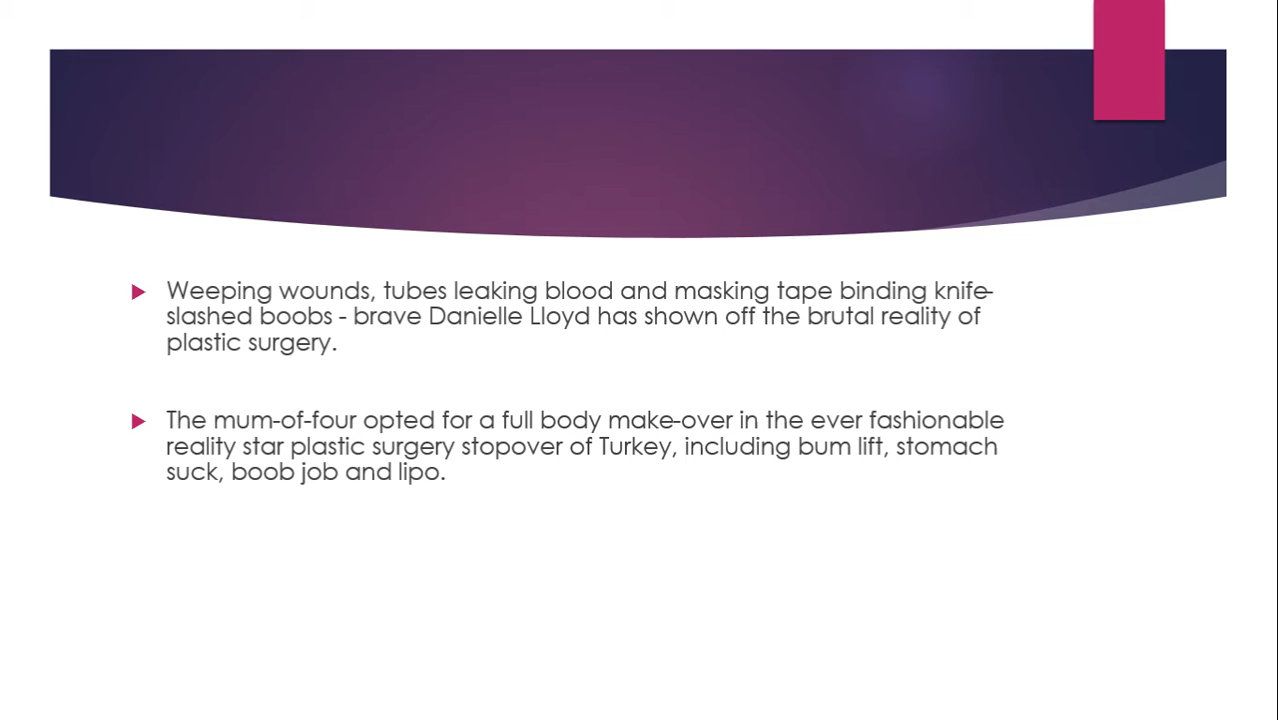 Weeping wounds, tubes leaking blood and masking tape binding knife-
slashed boobs - brave Danielle Lloyd has shown off the brutal reality of
plastic surgery.
The mum-of-four opted for a full body make-over in the ever fashionable
reality star plastic surgery stopover of Turkey, including bum lift, stomach
suck, boob job and lipo.